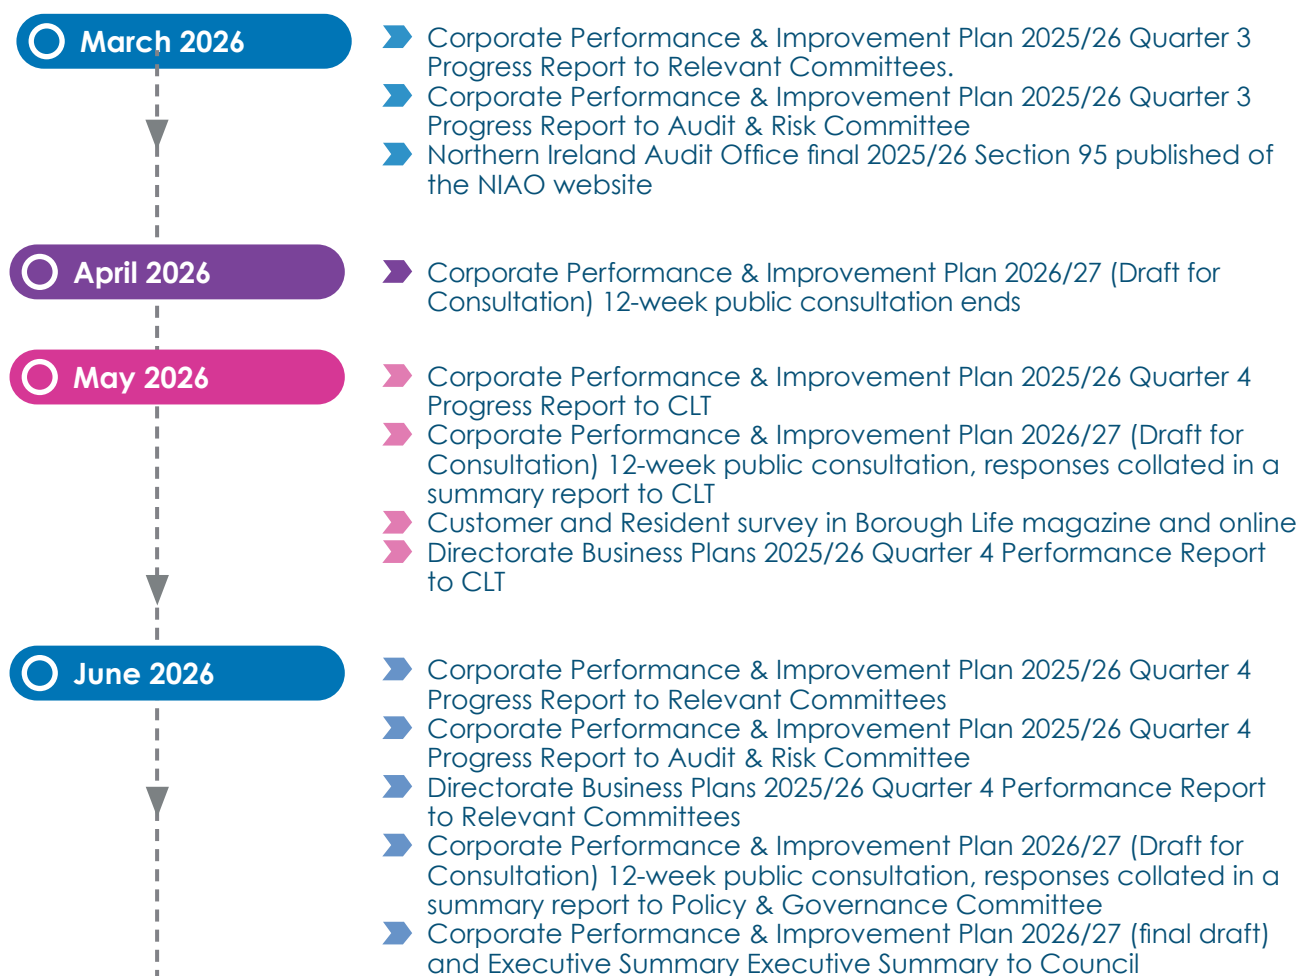 March 2026
Corporate Performance & Improvement Plan 2025/26 Quarter 3
Progress Report to Relevant Committees.
Corporate Performance & Improvement Plan 2025/26 Quarter 3
Progress Report to Audit & Risk Committee
Northern Ireland Audit Office final 2025/26 Section 95 published of
the NIAO website
April 2026
Corporate Performance & Improvement Plan 2026/27 (Draft for
Consultation) 12-week public consultation ends
May 2026
Corporate Performance & Improvement Plan 2025/26 Quarter 4
Progress Report to CLT
Corporate Performance & Improvement Plan 2026/27 (Draft for
Consultation) 12-week public consultation, responses collated in a
summary report to CLT
Customer and Resident survey in Borough Life magazine and online
Directorate Business Plans 2025/26 Quarter 4 Performance Report
to CLT
June 2026
Corporate Performance & Improvement Plan 2025/26 Quarter 4
Progress Report to Relevant Committees
Corporate Performance & Improvement Plan 2025/26 Quarter 4
Progress Report to Audit & Risk Committee
Directorate Business Plans 2025/26 Quarter 4 Performance Report
to Relevant Committees
Corporate Performance & Improvement Plan 2026/27 (Draft for
Consultation) 12-week public consultation, responses collated in a
summary report to Policy & Governance Committee
Corporate Performance & Improvement Plan 2026/27 (final draft)
and Executive Summary Executive Summary to Council